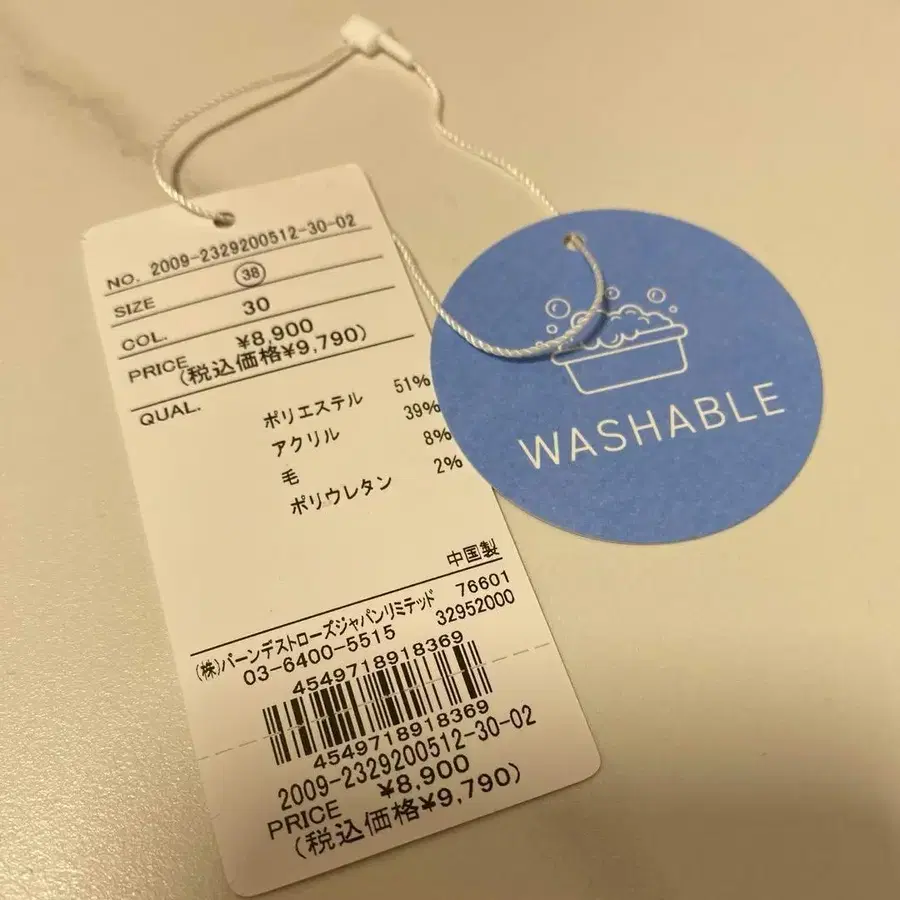 NO. 2009-2329200512-30-02
SIZE 38
COL. 30
PRICE ¥8,900
(税込価格¥9,790)
QUAL.
ポリエステル 51%
アクリル 39%
毛 8%
ポリウレタン 2%
中国製
(株)バーンデストローズジャパンリミテッド 76601
03-6400-5515 32952000
4549718918369
4549718918369
2009-2329200512-30-02
PRICE ¥8,900
(税込価格¥9,790)
WASHABLE